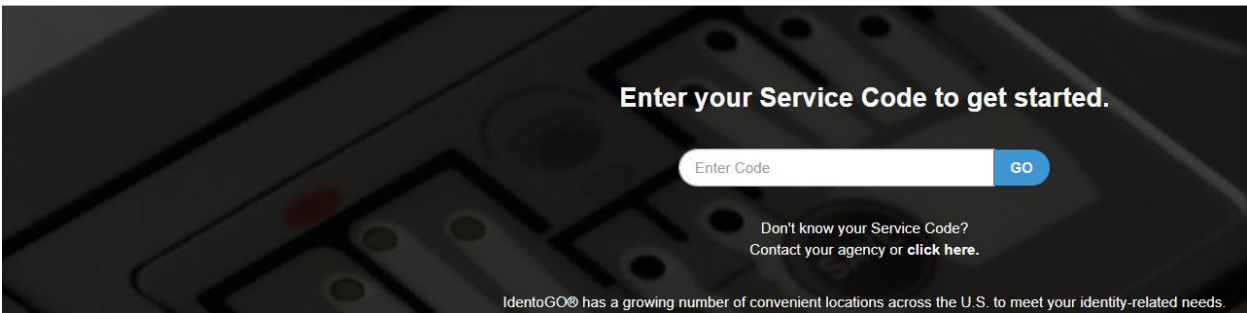 Enter your Service Code to get started.
Enter Code
GO
Don't know your Service Code?
Contact your agency or click here.
IdentoGO® has a growing number of convenient locations across the U.S. to meet your identity-related needs.